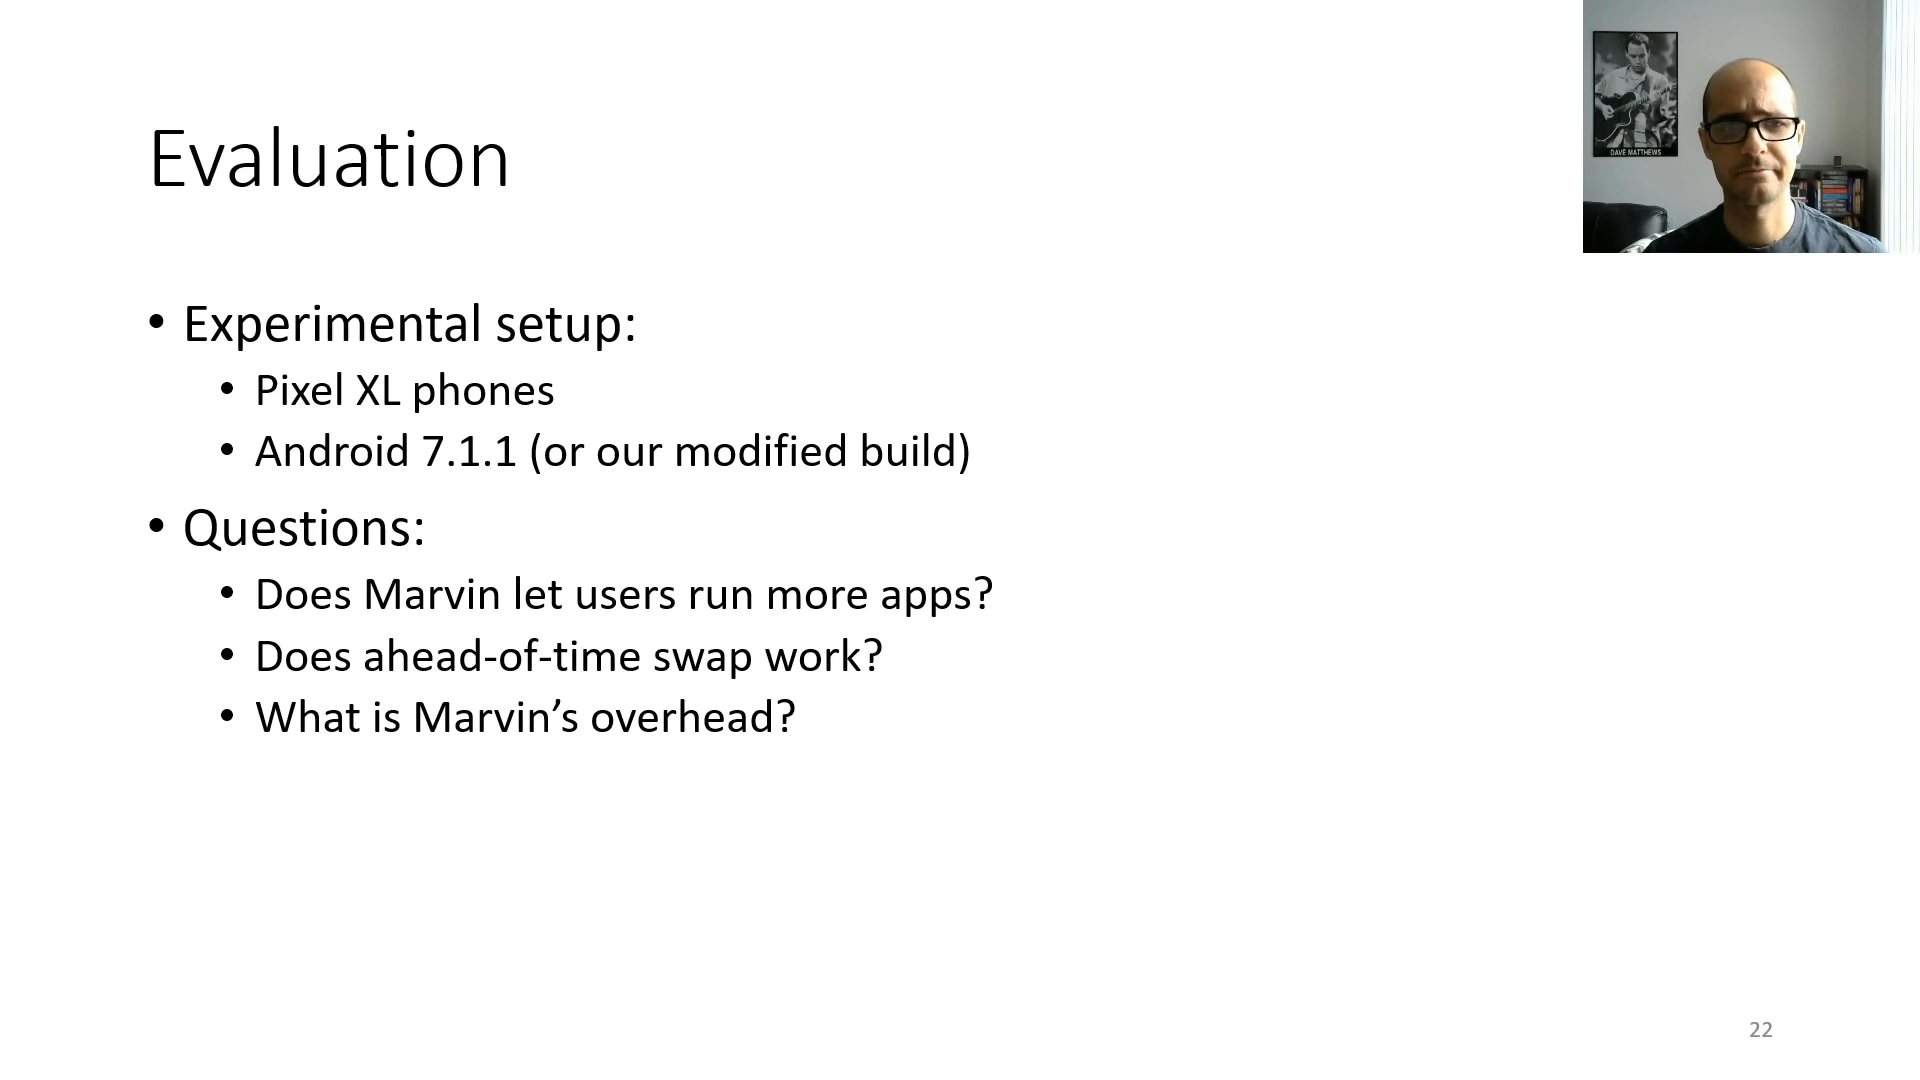 Evaluation
DAVE MATTHEWS
• Experimental setup:
• Pixel XL phones
• Android 7.1.1 (or our modified build)
• Questions:
• Does Marvin let users run more apps?
• Does ahead-of-time swap work?
• What is Marvin’s overhead?
22